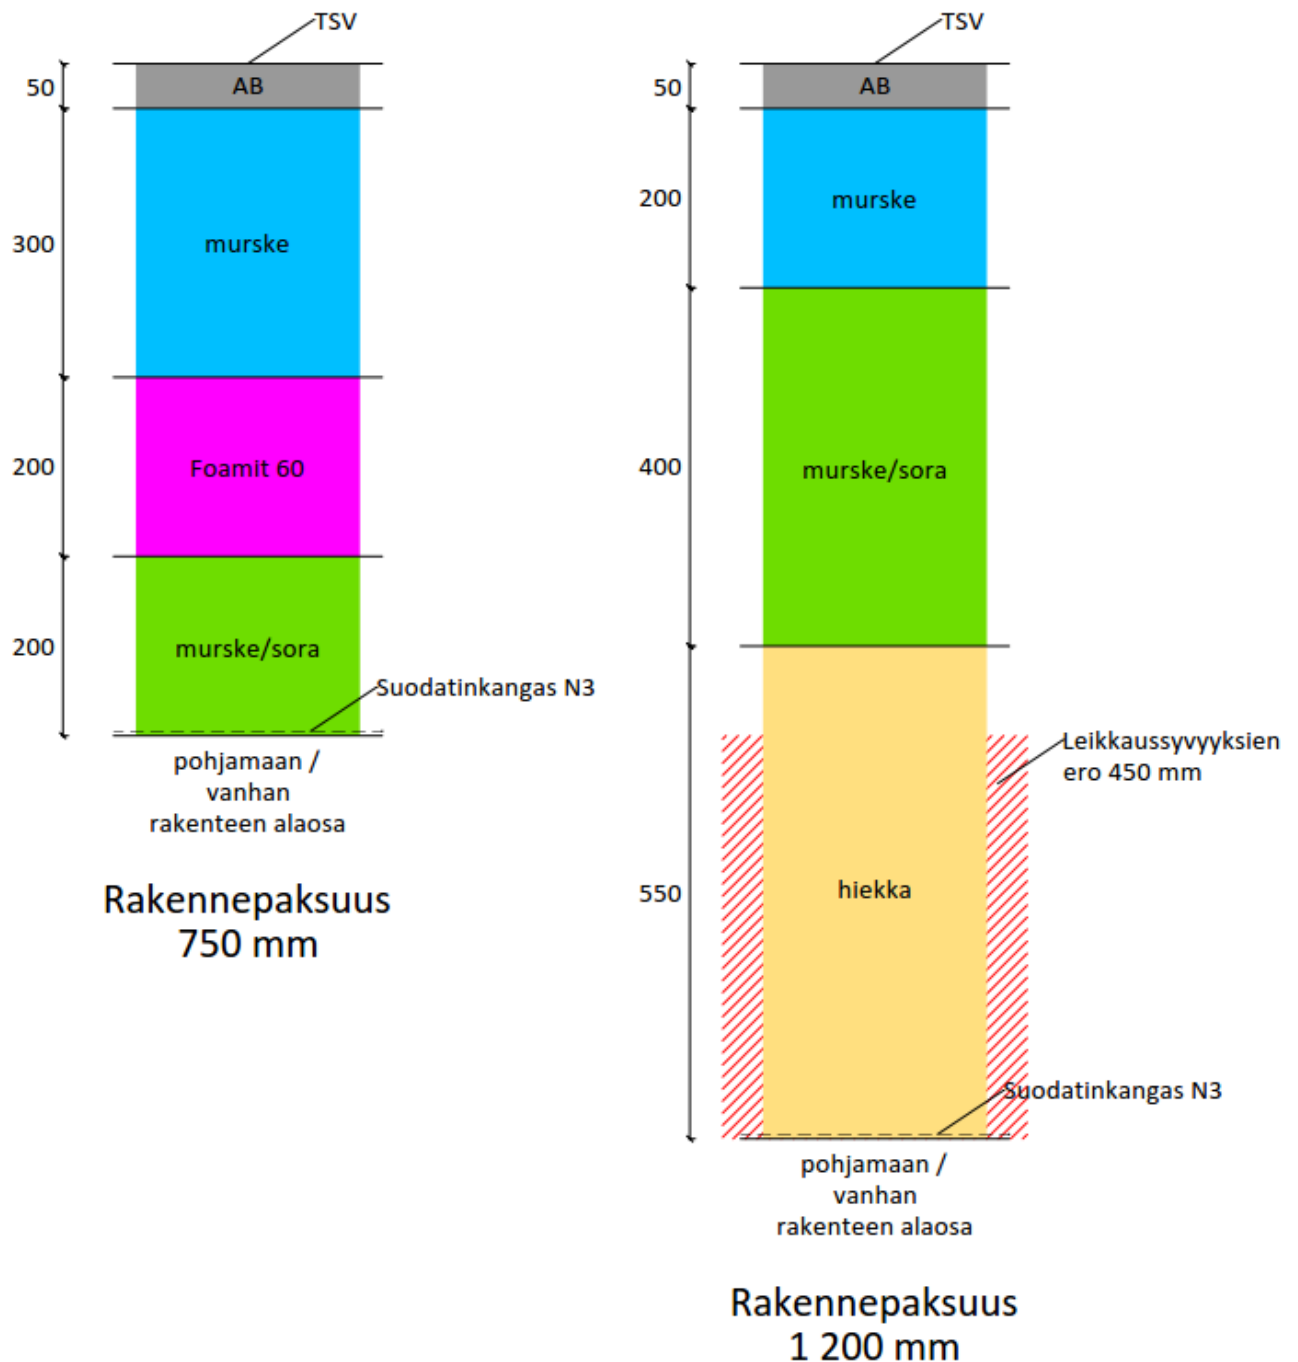 TSV
50
AB
300
murske
200
Foamit 60
200
murske/sora
Suodatinkangas N3
pohjamaan /
vanhan
rakenteen alaosa
Rakennepaksuus
750 mm
TSV
50
AB
200
murske
400
murske/sora
Leikkaussyvyyksien
ero 450 mm
550
hiekka
Suodatinkangas N3
pohjamaan /
vanhan
rakenteen alaosa
Rakennepaksuus
1 200 mm